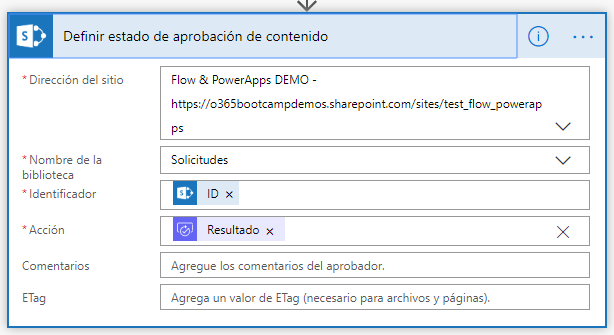 Definir estado de aprobación de contenido
* Dirección del sitio
Flow & PowerApps DEMO -
https://o365bootcampdemos.sharepoint.com/sites/test_flow_powerap
ps
* Nombre de la
biblioteca
Solicitudes
* Identificador
ID ×
* Acción
Resultado ×
Comentarios
Agregue los comentarios del aprobador.
ETag
Agrega un valor de ETag (necesario para archivos y páginas).